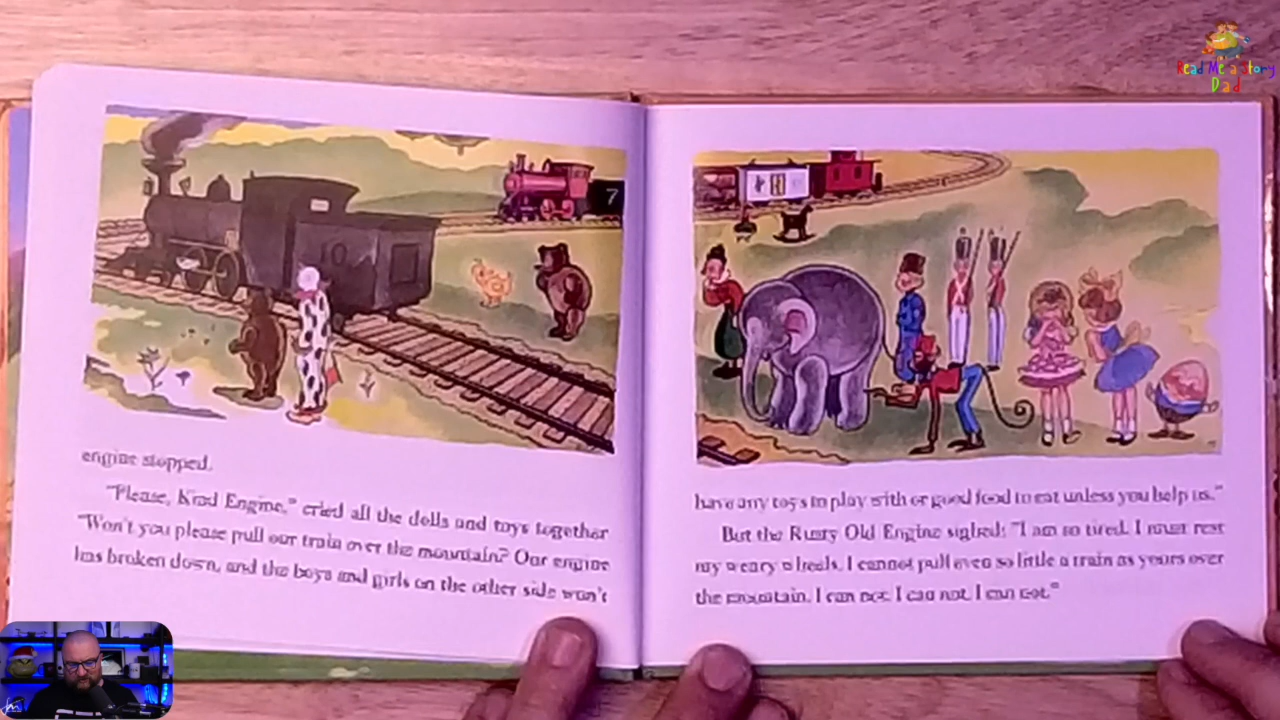 Read Me a Story
Dad
7
engine stopped.
"Please, Kind Engine," cried all the dolls and toys together
"Won't you please pull our train over the mountain? Our engine
has broken down, and the boys and girls on the other side won't
have any toys to play with or good food to eat unless you help us."
But the Rusty Old Engine sighed: "I am so tired. I must rest
my weary wheels. I cannot pull even so little a train as yours over
the mountain. I can not. I can not. I can not."